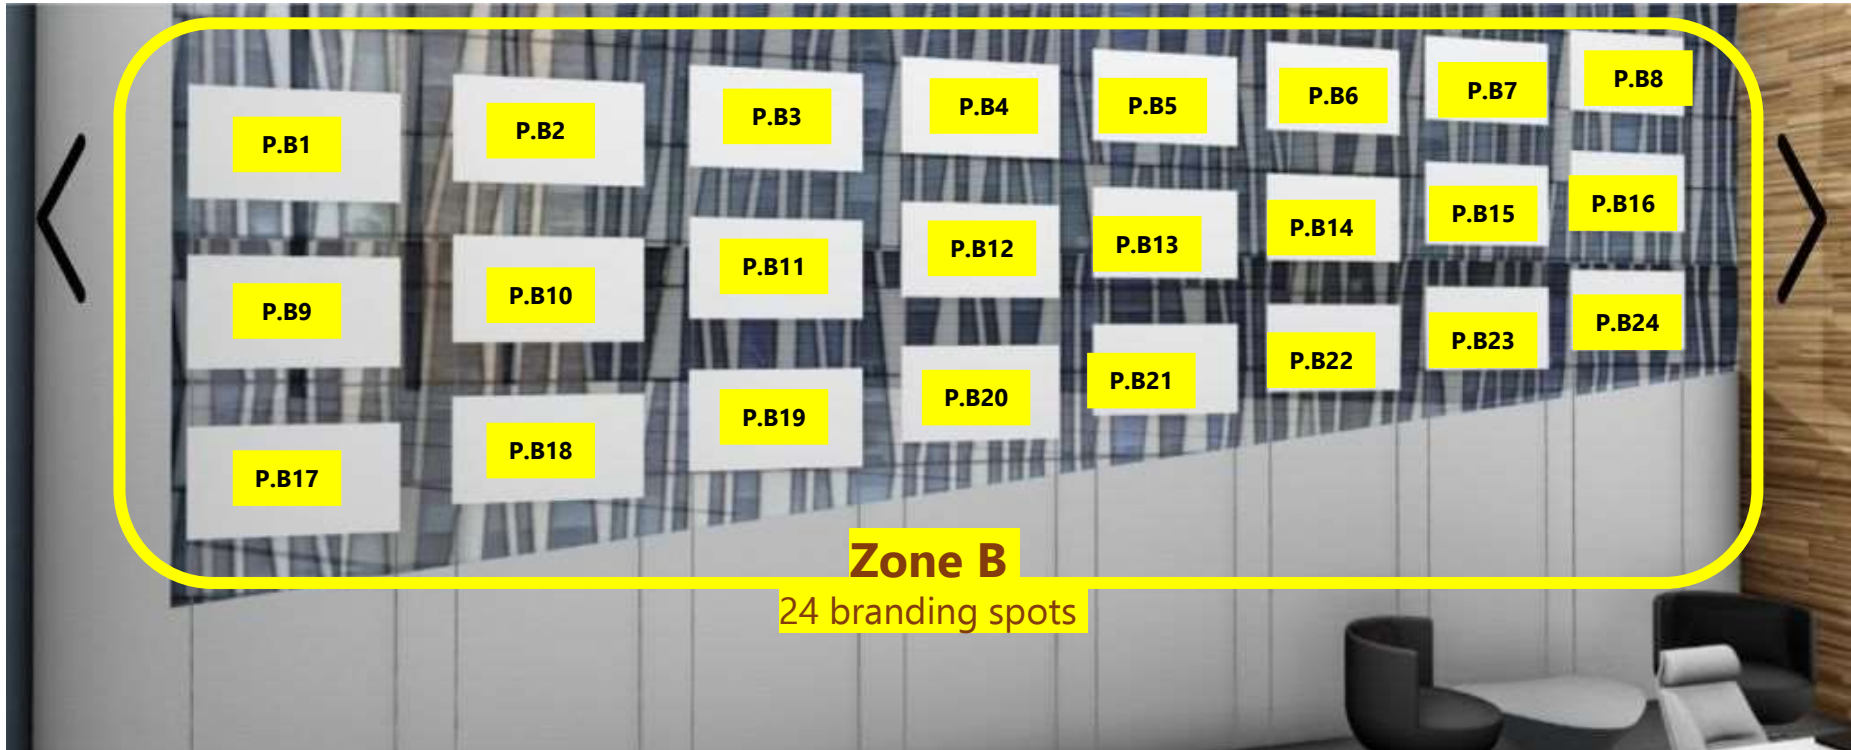 P.B1 P.B2 P.B3 P.B4 P.B5 P.B6 P.B7 P.B8
P.B9 P.B10 P.B11 P.B12 P.B13 P.B14 P.B15 P.B16
P.B17 P.B18 P.B19 P.B20 P.B21 P.B22 P.B23 P.B24
Zone B
24 branding spots